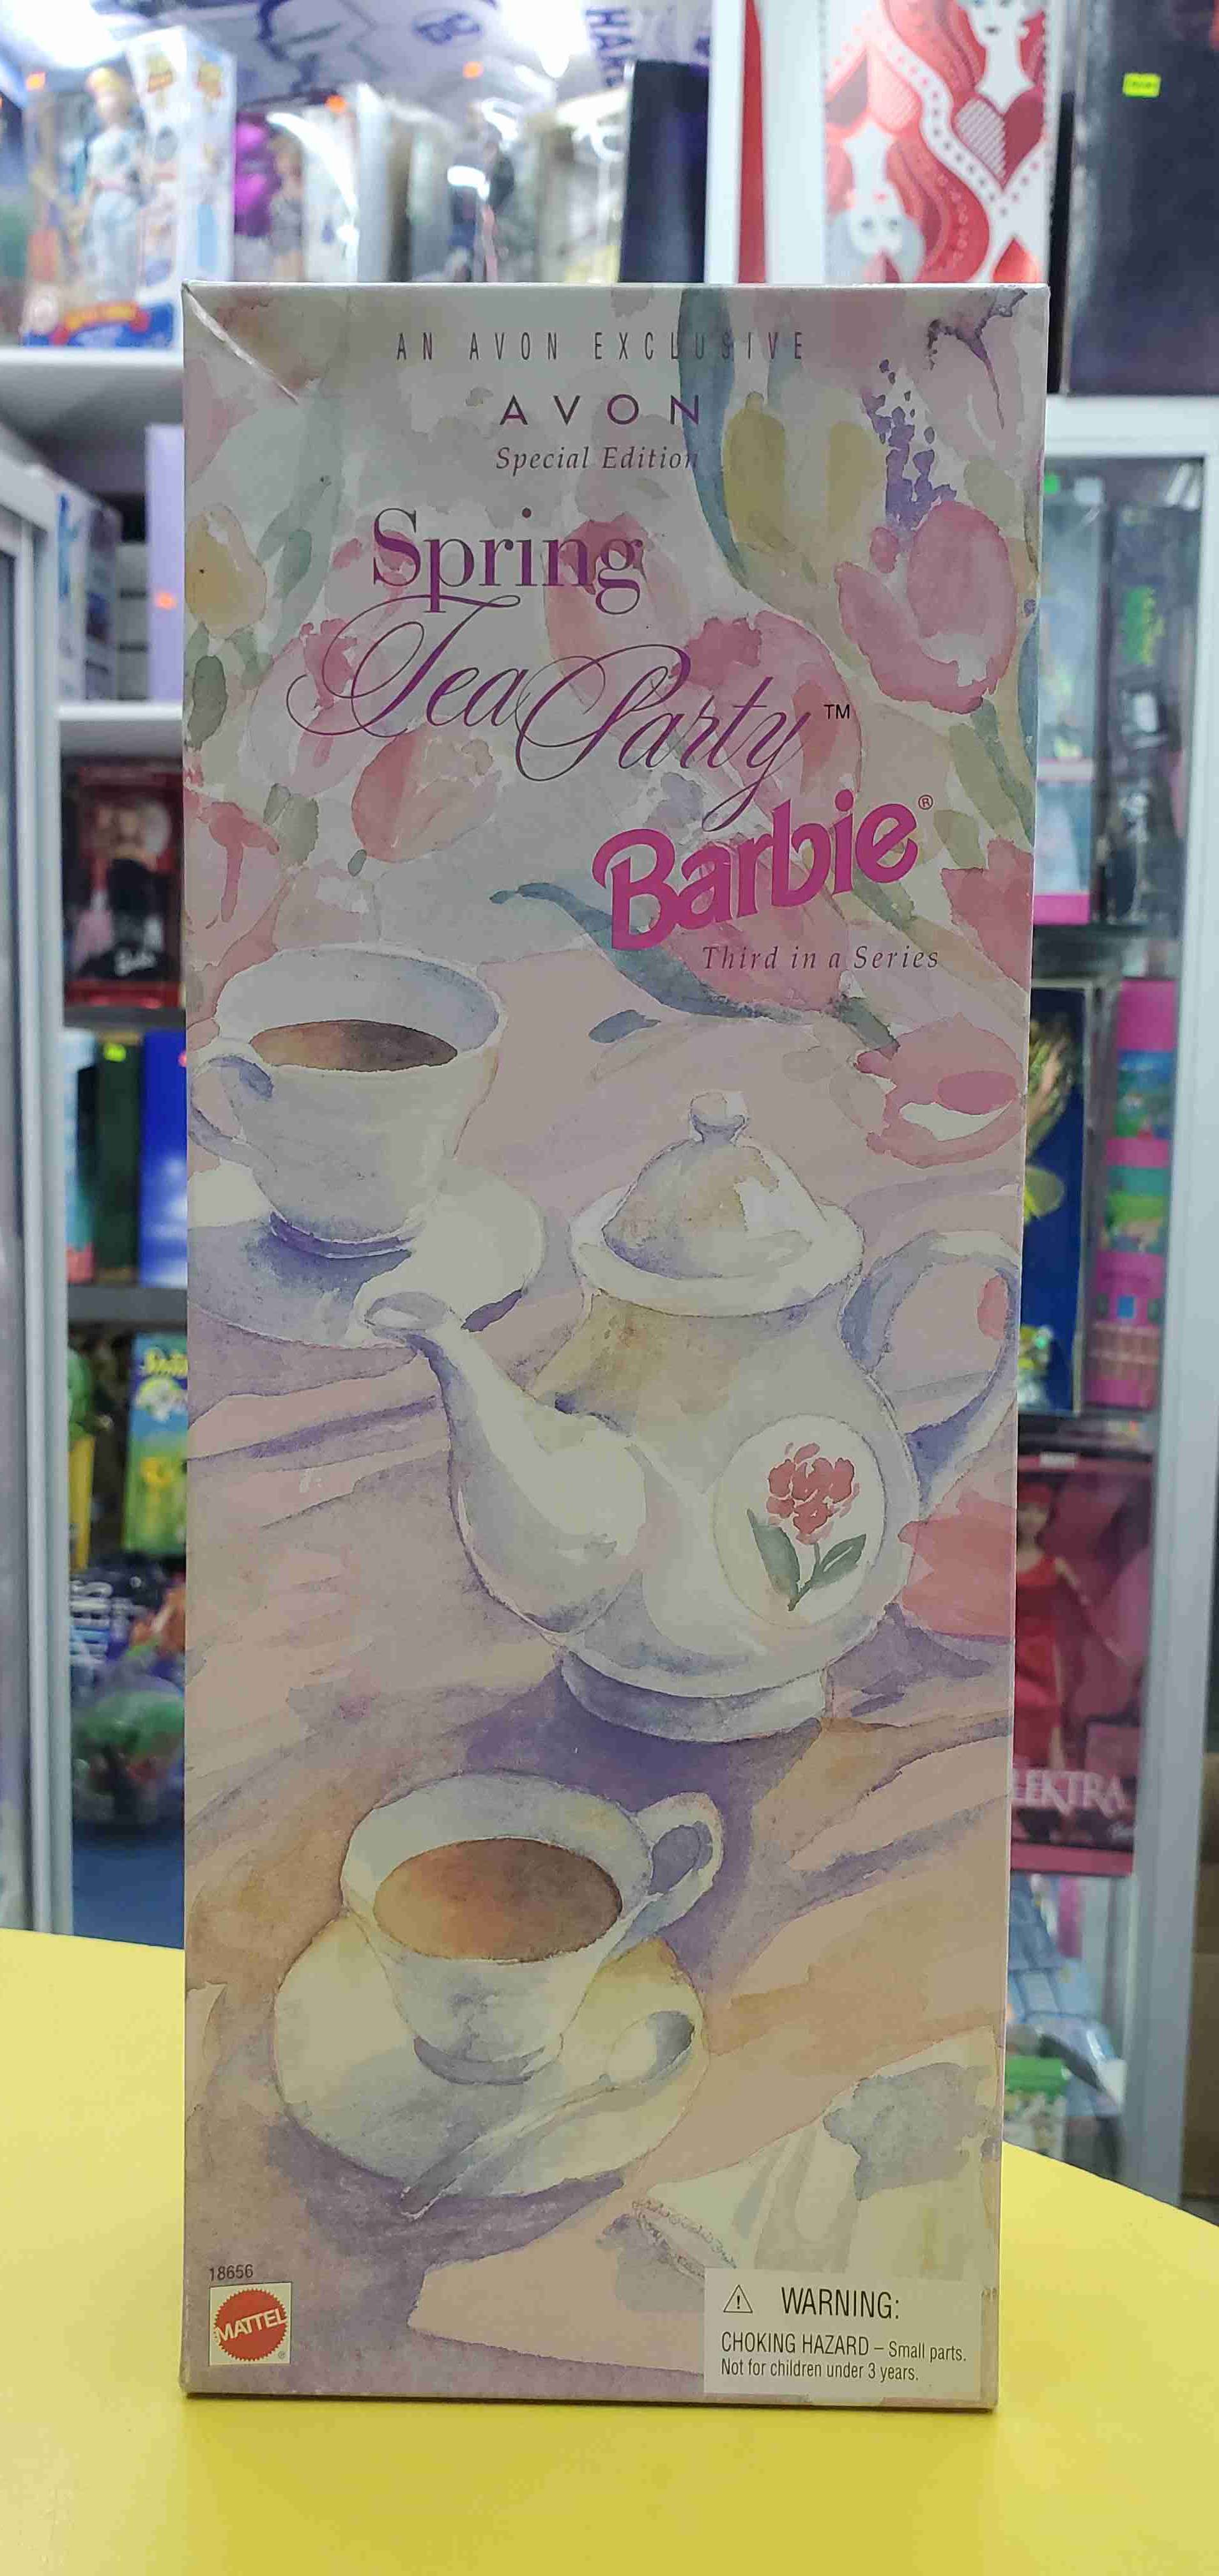 AN AVON EXCLUSIVE
AVON
Special Edition
Spring
Tea Party™
Barbie®
Third in a Series
LEKTRA
18656
MATTEL®
WARNING:
CHOKING HAZARD – Small parts.
Not for children under 3 years.